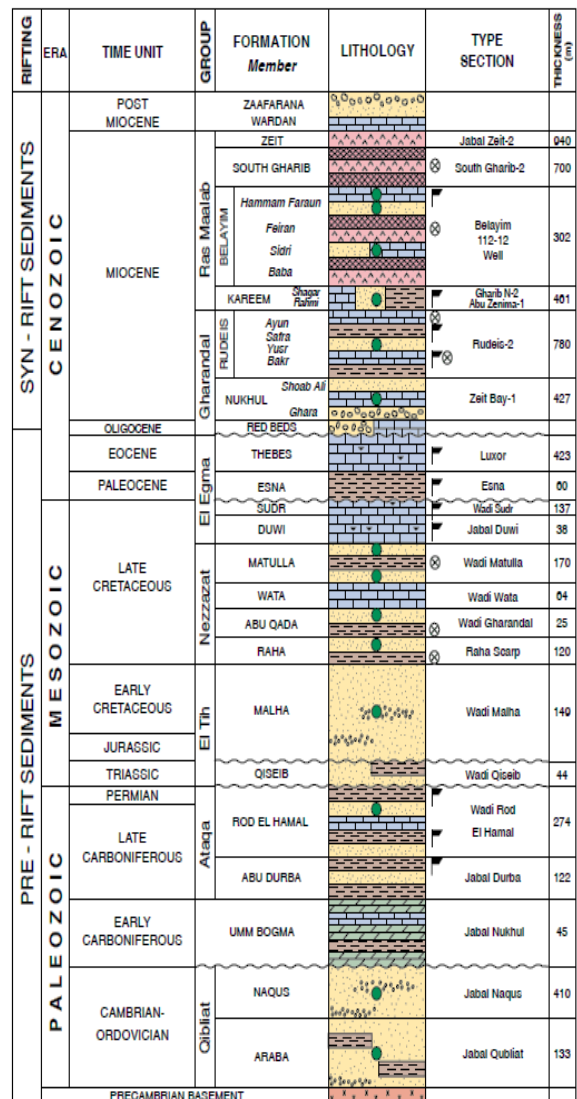 RIFTING ERA TIME UNIT GROUP FORMATION Member LITHOLOGY TYPE SECTION THICKNESS (m)
SYN - RIFT SEDIMENTS
PRE - RIFT SEDIMENTS
CENOZOIC
MESOZOIC
PALEOZOIC
POST MIOCENE
MIOCENE
OLIGOCENE
EOCENE
PALEOCENE
LATE CRETACEOUS
EARLY CRETACEOUS
JURASSIC
TRIASSIC
PERMIAN
LATE CARBONIFEROUS
EARLY CARBONIFEROUS
CAMBRIAN-ORDOVICIAN
Ras Maalab
Gharandal
El Egma
Nezzazat
El Tih
Ataqa
Qibliat
ZAAFARANA
WARDAN
ZEIT Jabal Zeit-2 940
SOUTH GHARIB South Gharib-2 700
BELAYIM
Hammam Faraun
Feiran
Sidri
Baba
Belayim
112-12
Well
302
KAREEM Shagar Rahmi Gharib N-2 Abu Zenima-1 461
RUDEIS
Ayun
Safra
Yusr
Bakr
Rudeis-2 780
Shoab Ali
NUKHUL Zeit Bay-1 427
Ghara
RED BEDS
THEBES Luxor 423
ESNA Esna 60
SUDR Wadi Sudr 137
DUWI Jabal Duwi 38
MATULLA Wadi Matulla 170
WATA Wadi Wata 64
ABU QADA Wadi Gharandal 25
RAHA Raha Scarp 120
MALHA Wadi Malha 149
QISEIB Wadi Qiseib 44
ROD EL HAMAL Wadi Rod El Hamal 274
ABU DURBA Jabal Durba 122
UMM BOGMA Jabal Nukhul 45
NAQUS Jabal Naqus 410
ARABA Jabal Qubliat 133
PRECAMBRIAN BASEMENT